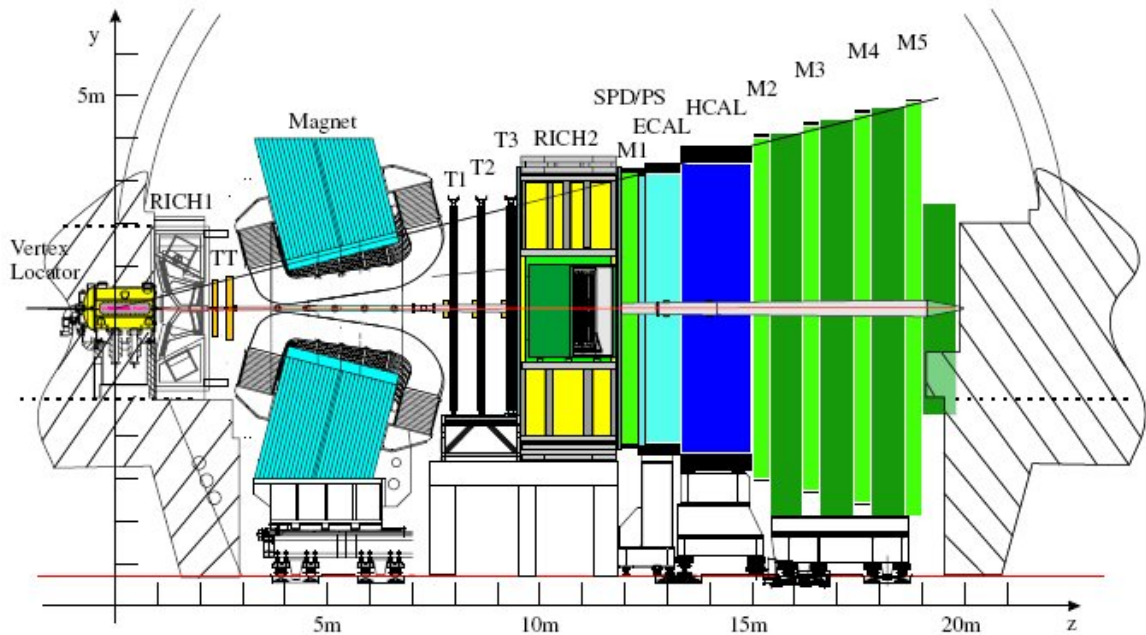 y
5m
M5
M4
M3
M2
HCAL
SPD/PS
ECAL
M1
Magnet
T3
RICH2
T2
T1
RICH1
TT
Vertex
Locator
5m
10m
15m
20m
z